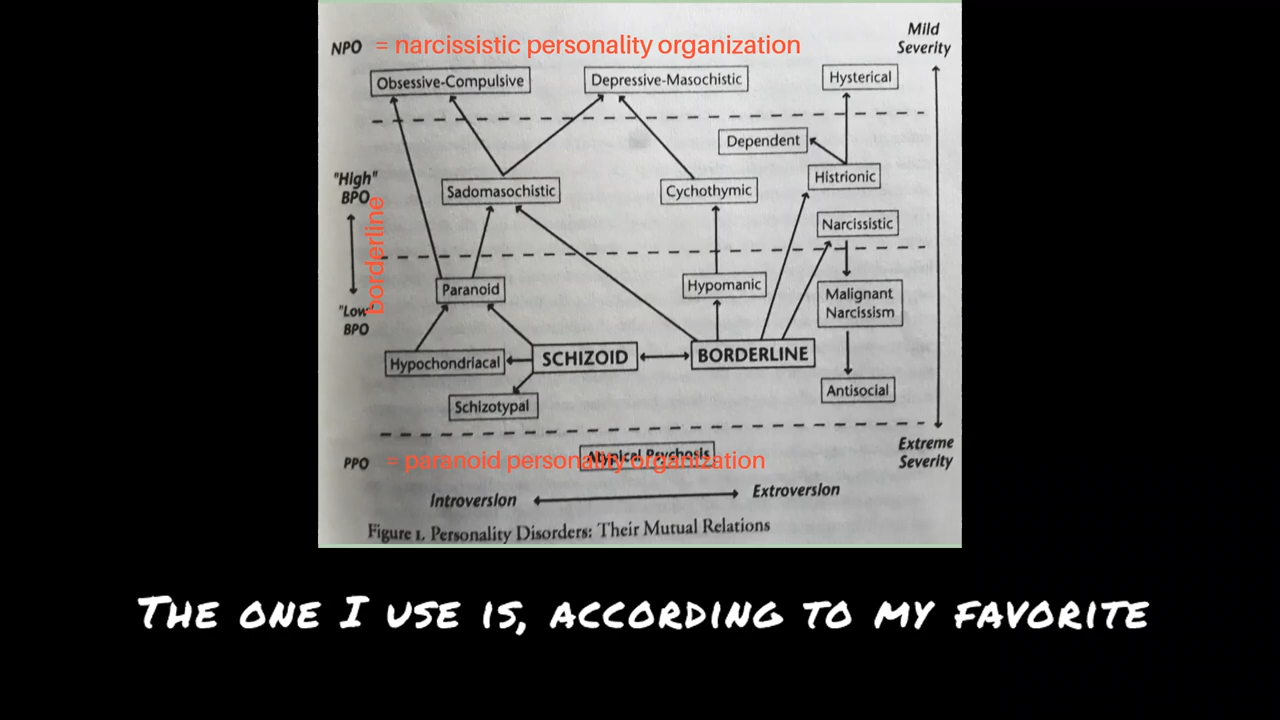 NPO = narcissistic personality organization
Mild
Severity
Obsessive-Compulsive
Depressive-Masochistic
Hysterical
Dependent
"High"
BPO
Sadomasochistic
Cychothymic
Histrionic
Narcissistic
borderline
Paranoid
Hypomanic
Malignant
Narcissism
"Low"
BPO
Hypochondriacal
SCHIZOID
BORDERLINE
Schizotypal
Antisocial
Atypical Psychosis
PPO = paranoid personality organization
Extreme
Severity
Introversion
Extroversion
Figure 1. Personality Disorders: Their Mutual Relations
The one I use is, according to my favorite